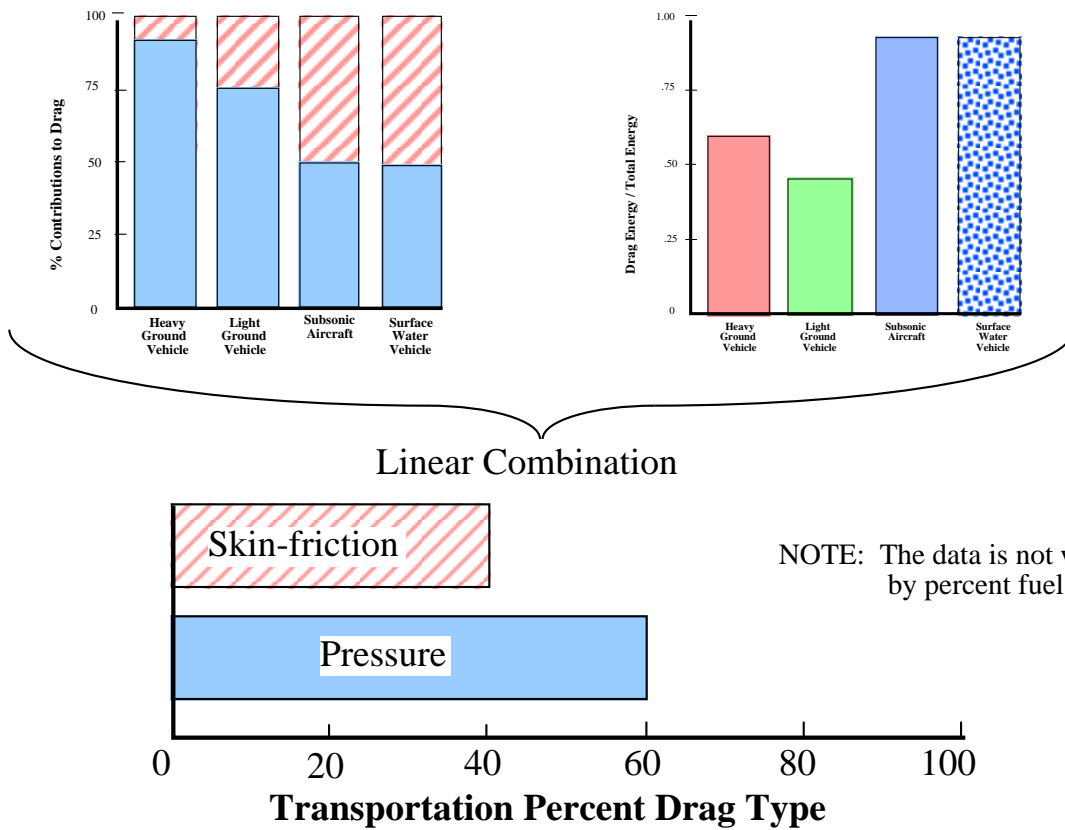 100
75
50
25
0
% Contributions to Drag
Heavy
Ground
Vehicle
Light
Ground
Vehicle
Subsonic
Aircraft
Surface
Water
Vehicle
1.00
.75
.50
.25
0
Drag Energy / Total Energy
Heavy
Ground
Vehicle
Light
Ground
Vehicle
Subsonic
Aircraft
Surface
Water
Vehicle
Linear Combination
Skin-friction
NOTE: The data is not
by percent fuel
Pressure
0 20 40 60 80 100
Transportation Percent Drag Type